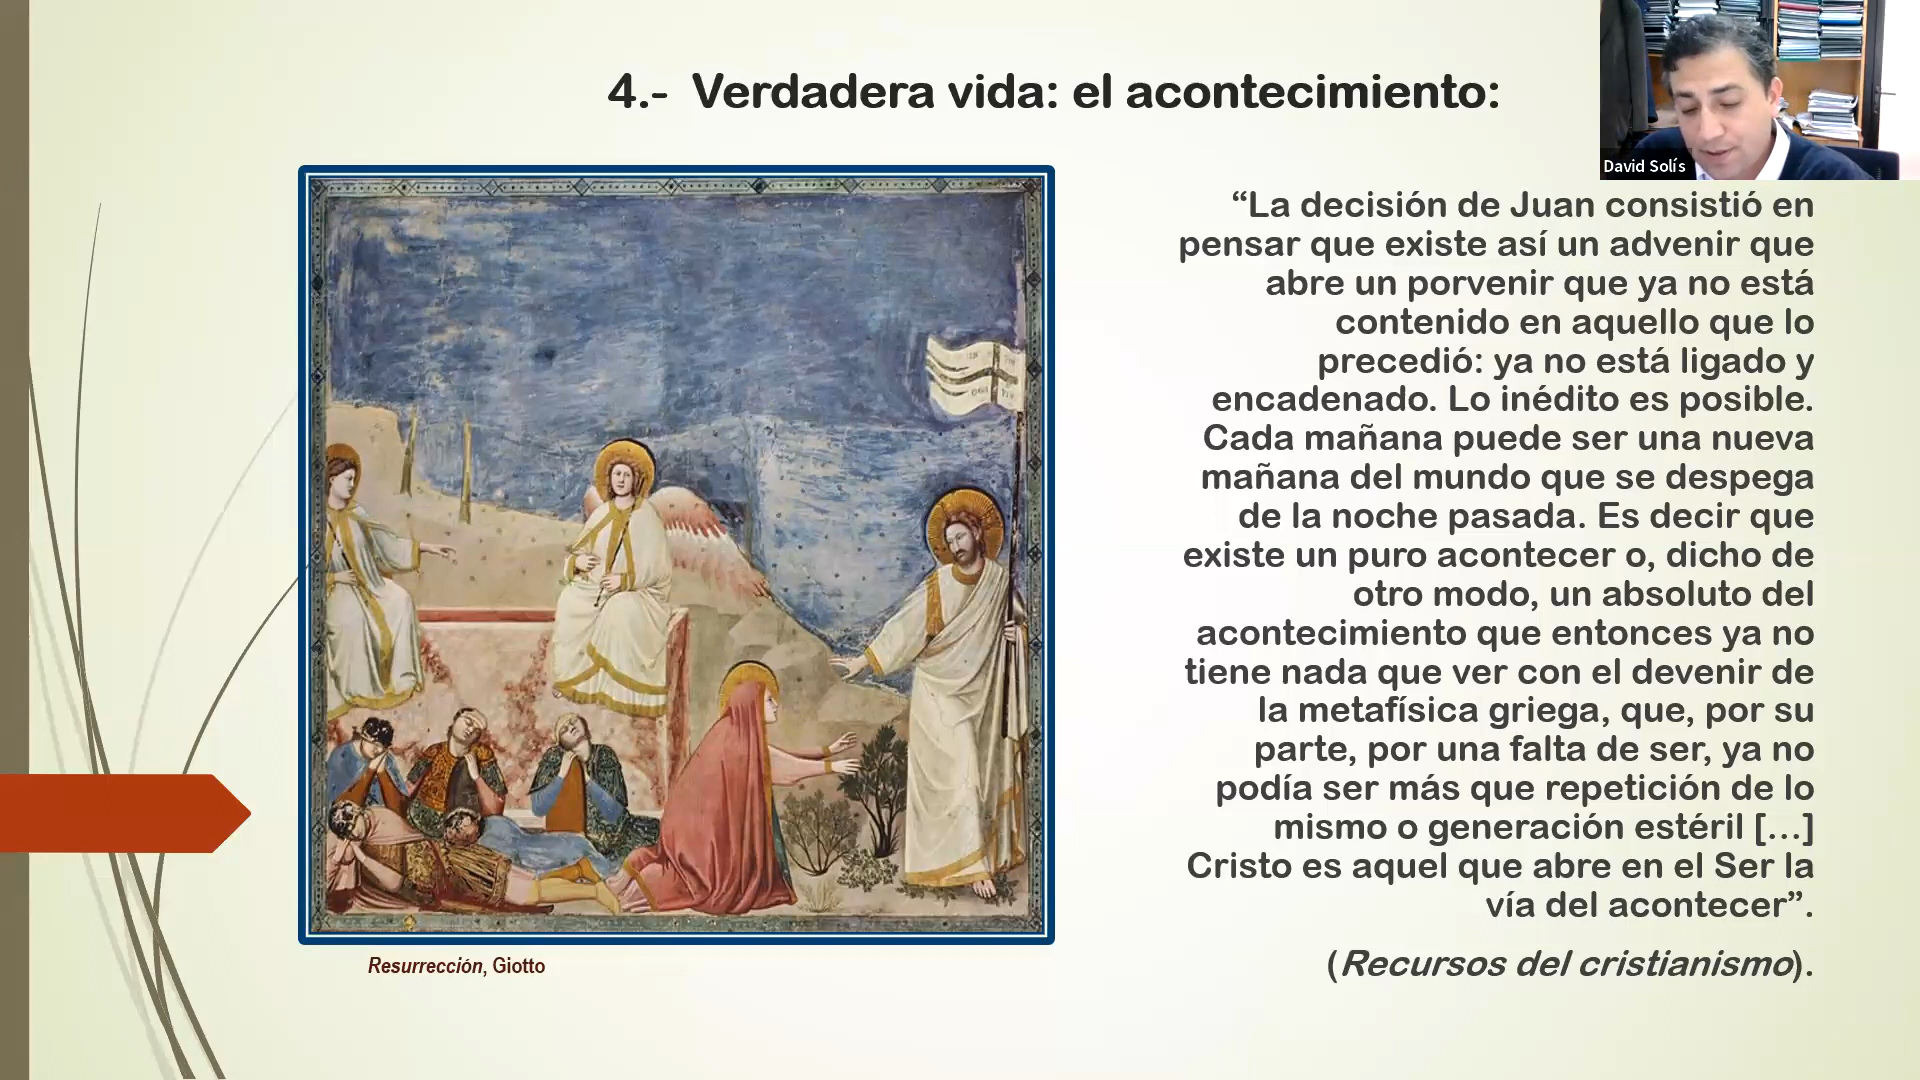 4.- Verdadera vida: el acontecimiento:
David Solís
“La decisión de Juan consistió en
pensar que existe así un advenir que
abre un porvenir que ya no está
contenido en aquello que lo
precedió: ya no está ligado y
encadenado. Lo inédito es posible.
Cada mañana puede ser una nueva
mañana del mundo que se despega
de la noche pasada. Es decir que
existe un puro acontecer o, dicho de
otro modo, un absoluto del
acontecimiento que entonces ya no
tiene nada que ver con el devenir de
la metafísica griega, que, por su
parte, por una falta de ser, ya no
podía ser más que repetición de lo
mismo o generación estéril [...]
Cristo es aquel que abre en el Ser la
vía del acontecer”.
(Recursos del cristianismo).
Resurrección, Giotto